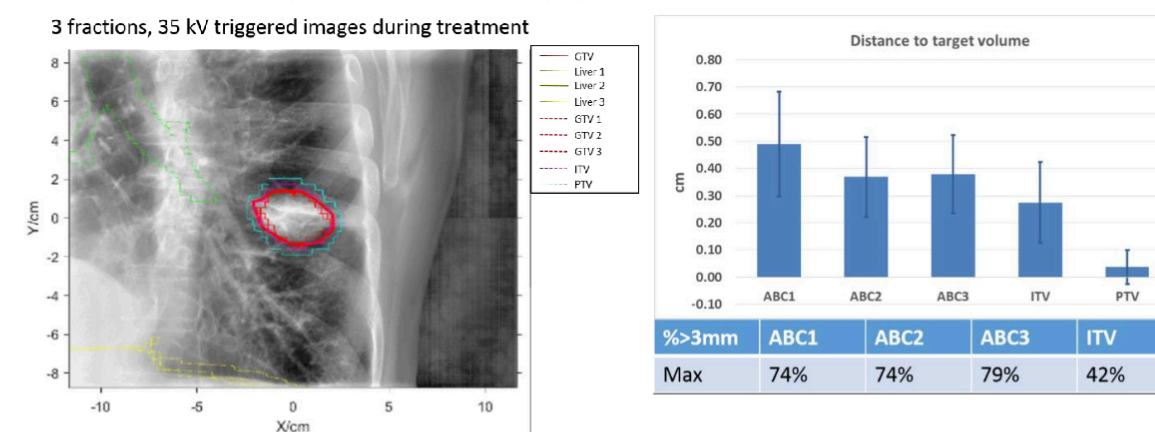 3 fractions, 35 kV triggered images during treatment
8
6
4
2
0
-2
-4
-6
-8
Y/cm
-10
-5
0
5
10
X/cm
GTV
Liver 1
Liver 2
Liver 3
GTV 1
GTV 2
GTV 3
ITV
PTV
Distance to target volume
0.80
0.70
0.60
0.50
0.40
0.30
0.20
0.10
0.00
-0.10
cm
ABC1 ABC2 ABC3 ITV PTV
%>3mm ABC1 ABC2 ABC3 ITV
Max 74% 74% 79% 42%